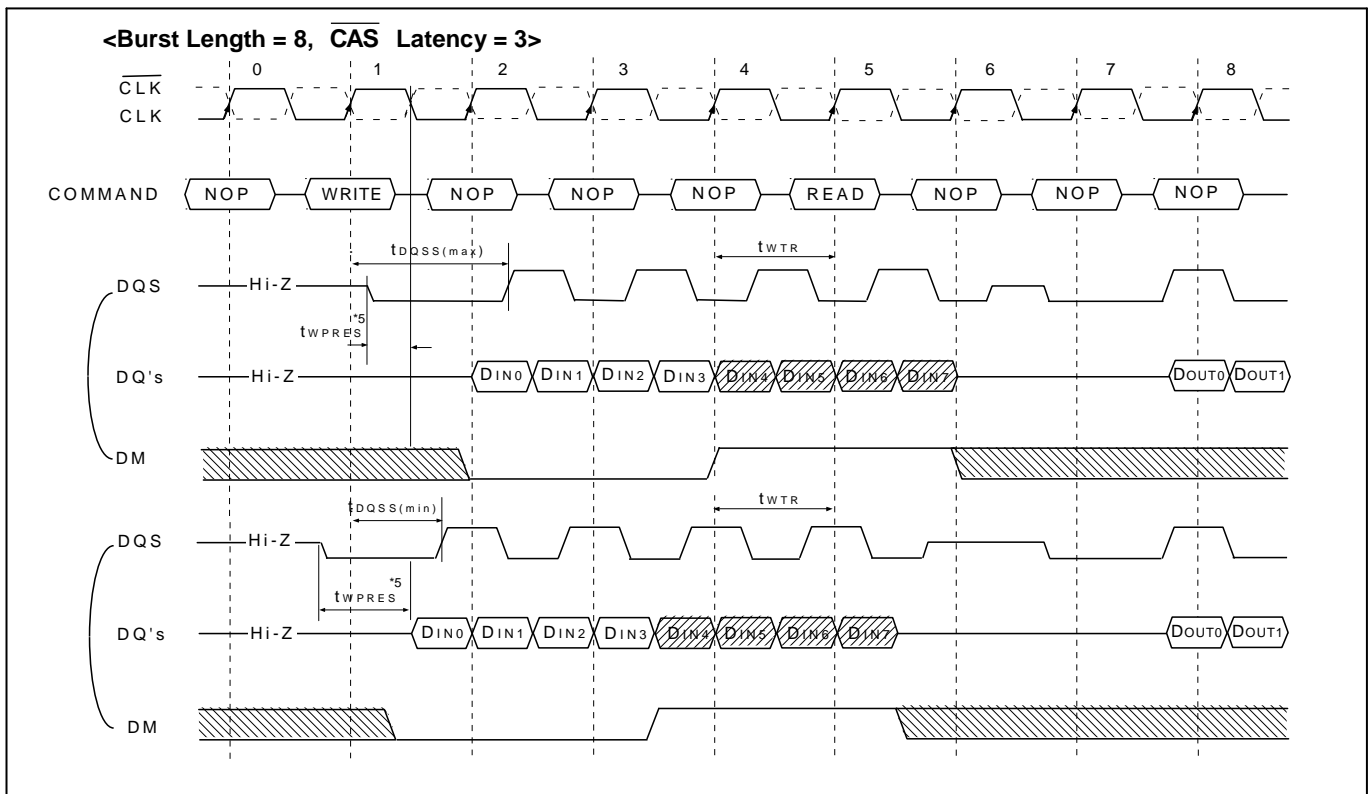 <Burst Length = 8, CAS Latency = 3>
0 1 2 3 4 5 6 7 8
CLK
CLK
COMMAND NOP WRITE NOP NOP NOP READ NOP NOP NOP
tDQSS(max) tWTR
DQS Hi-Z
tWPRES*5
DQ's Hi-Z DIN0 DIN1 DIN2 DIN3 DIN4 DIN5 DIN6 DIN7 DOUT0 DOUT1
DM
tDQSS(min) tWTR
DQS Hi-Z
tWPRES*5
DQ's Hi-Z DIN0 DIN1 DIN2 DIN3 DIN4 DIN5 DIN6 DIN7 DOUT0 DOUT1
DM